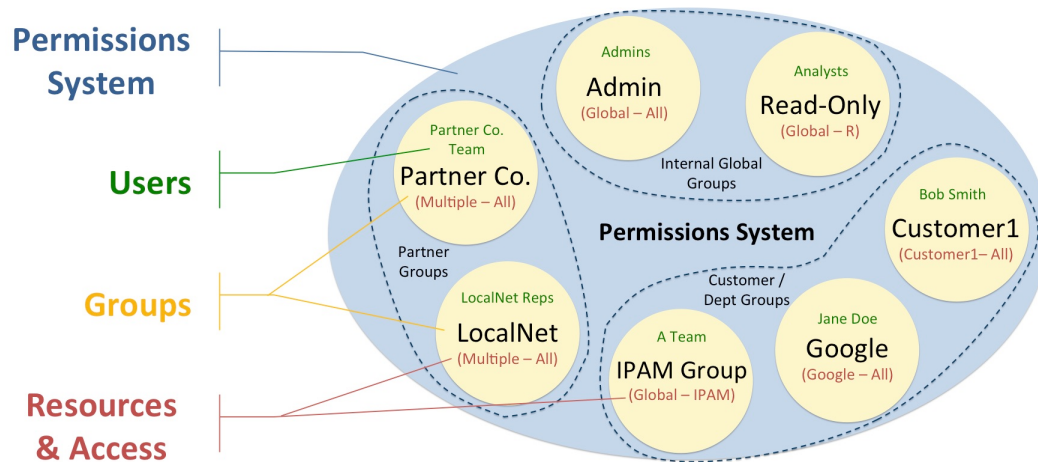 Permissions
System
Users
Groups
Resources
& Access
Admins
Admin
(Global – All)
Analysts
Read-Only
(Global – R)
Internal Global
Groups
Partner Co.
Team
Partner Co.
(Multiple – All)
Partner
Groups
LocalNet Reps
LocalNet
(Multiple – All)
Permissions System
Bob Smith
Customer1
(Customer1– All)
Customer /
Dept Groups
Jane Doe
Google
(Google – All)
A Team
IPAM Group
(Global – IPAM)